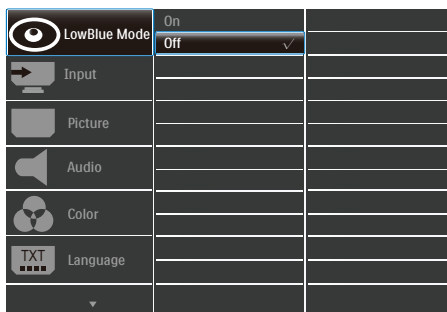 LowBlue Mode
On
Off ✓
Input
Picture
Audio
Color
TXT
Language